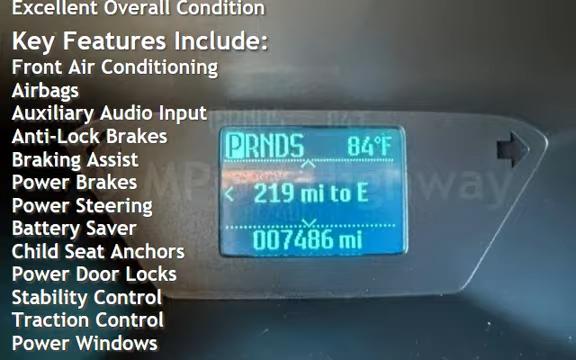 Excellent Overall Condition
Key Features Include:
Front Air Conditioning
Airbags
Auxiliary Audio Input
Anti-Lock Brakes
Braking Assist
Power Brakes
Power Steering
Battery Saver
Child Seat Anchors
Power Door Locks
Stability Control
Traction Control
Power Windows
PRNDS 84°F
219 mi to E
007486 mi